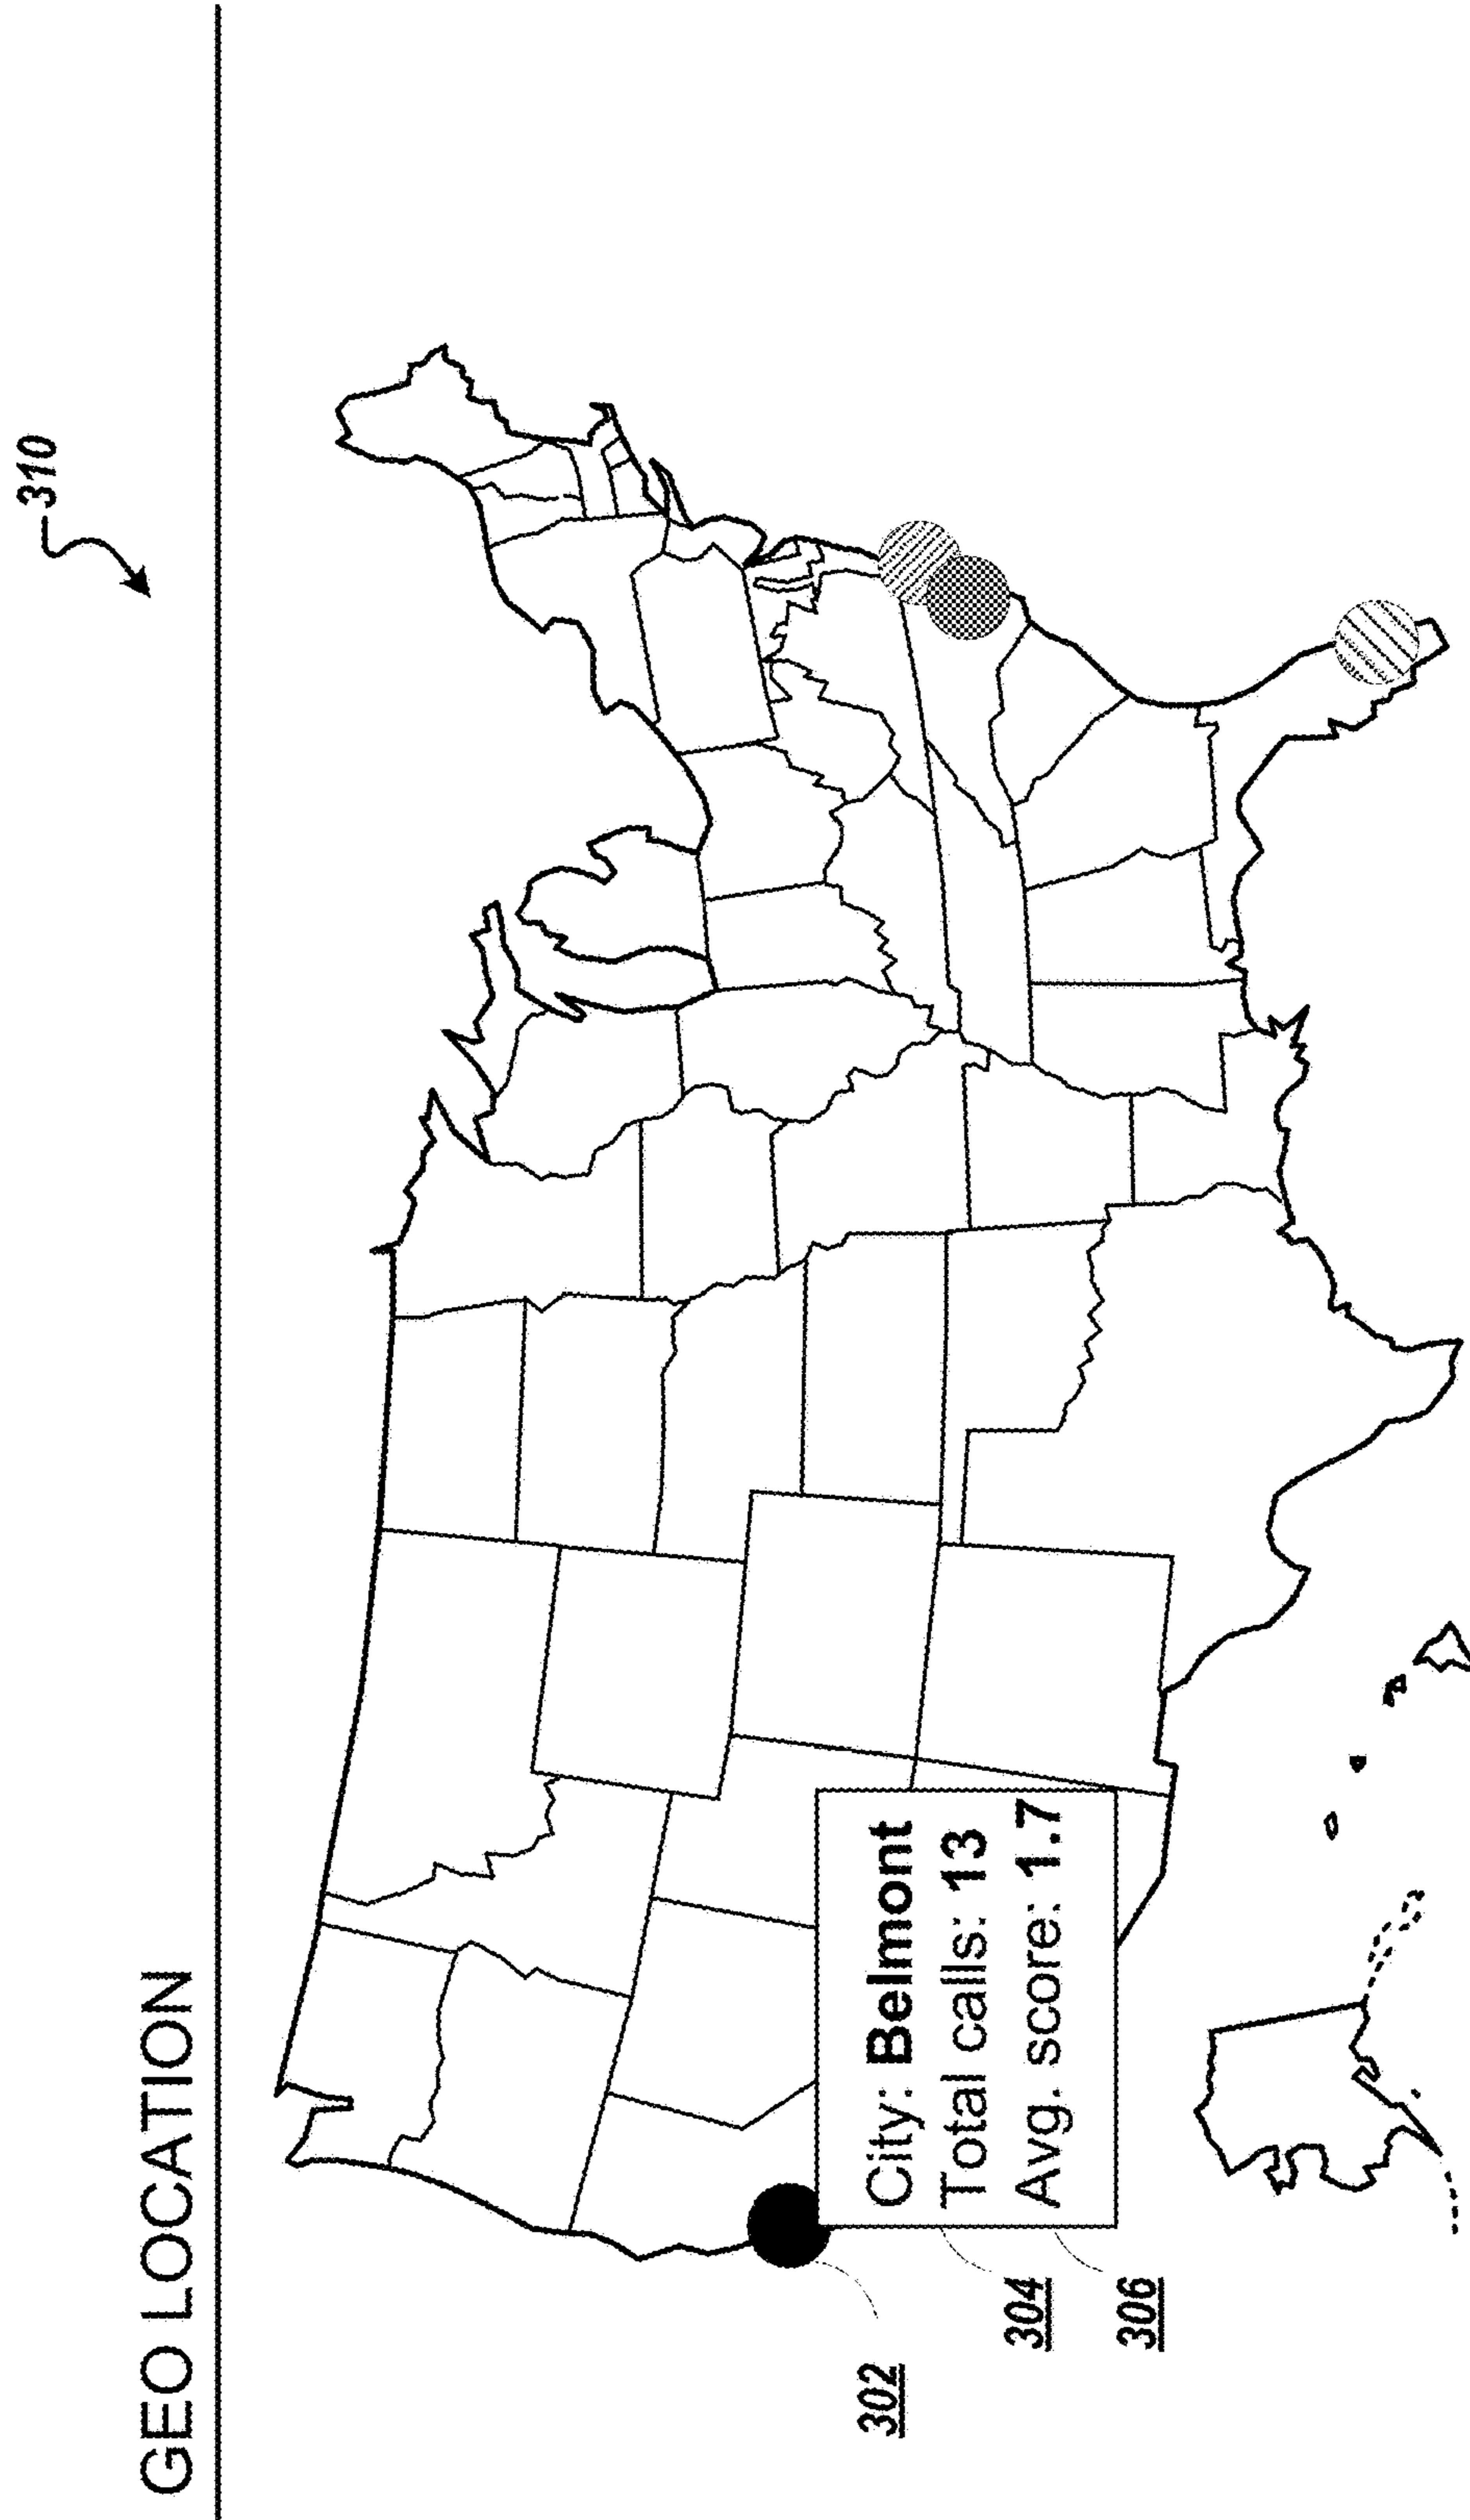 GEO LOCATION
310
City: Belmont
Total calls: 13
Avg. score: 1.7
302
304
306